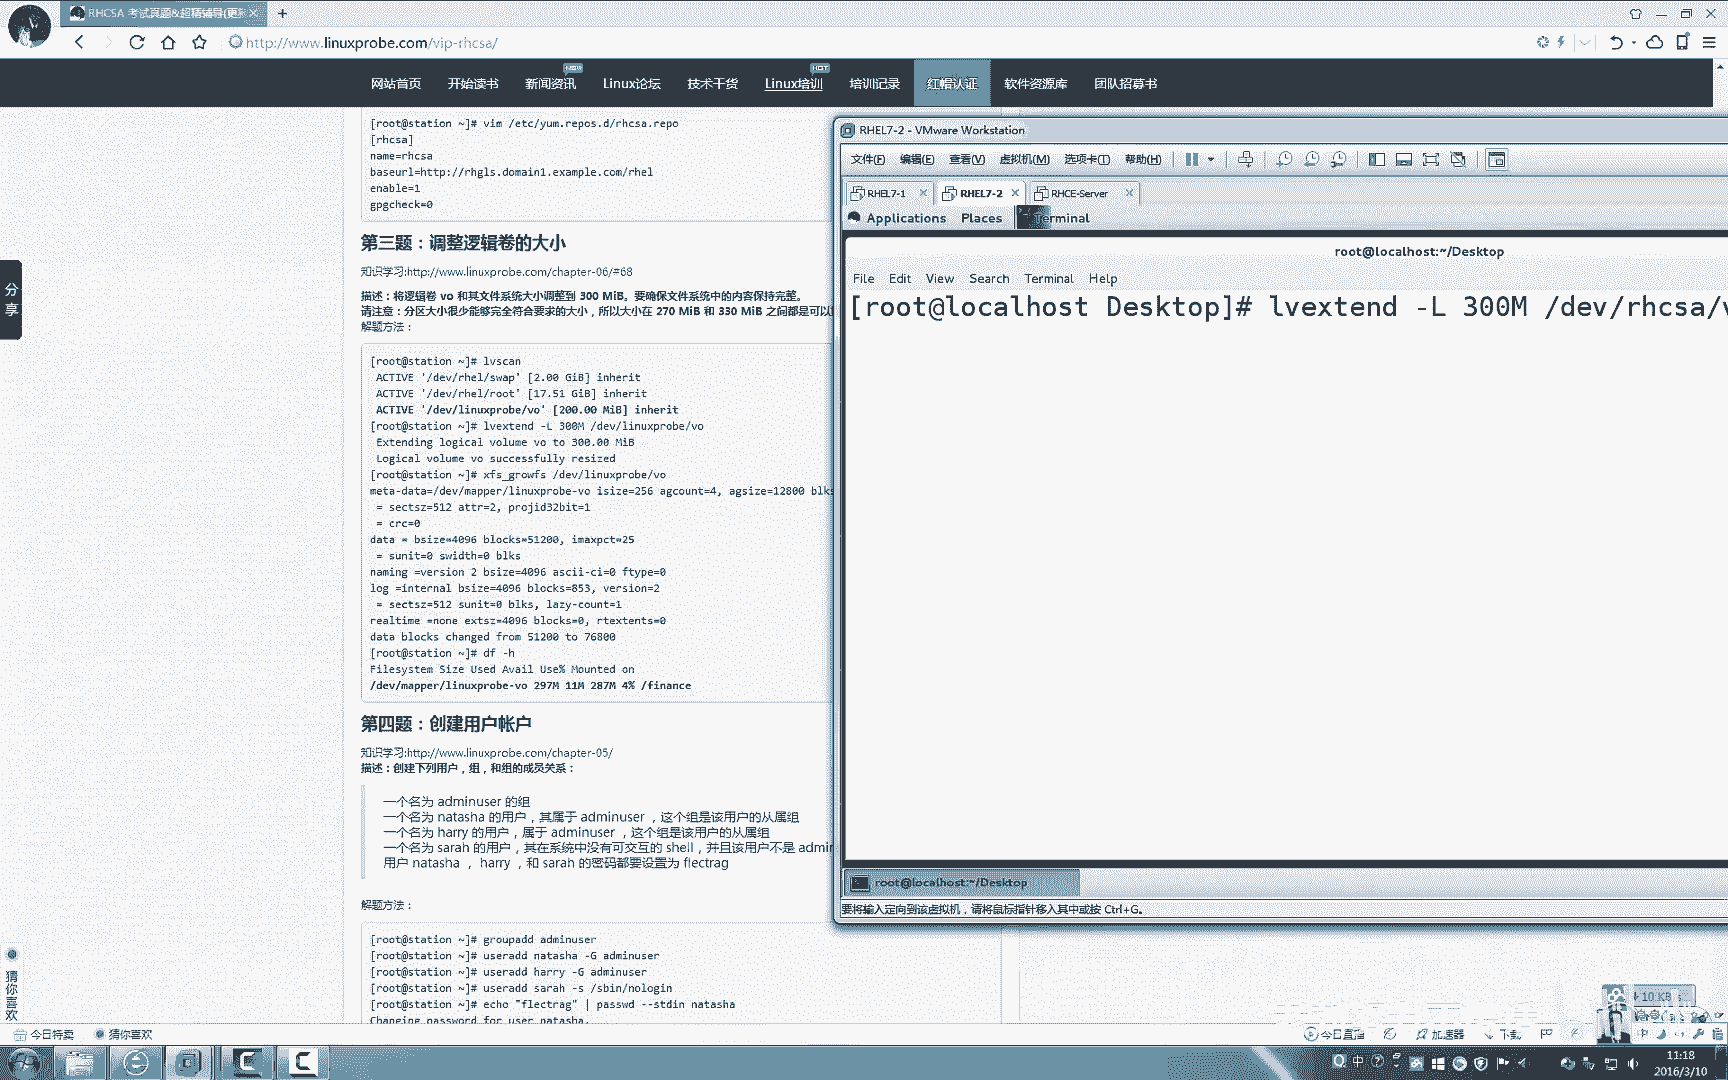 RHCSA 考试真题&超精辅导(更新
http://www.linuxprobe.com/vip-rhcsa/
网站首页 开始读书 新闻资讯 Linux论坛 技术干货 Linux培训 培训记录 红帽认证 软件资源库 团队招募书
NEW
HOT
分享
[root@station ~]# vim /etc/yum.repos.d/rhcsa.repo
[rhcsa]
name=rhcsa
baseurl=http://rhgls.domain1.example.com/rhel
enable=1
gpgcheck=0
第三题：调整逻辑卷的大小
知识学习:http://www.linuxprobe.com/chapter-06/#68
描述：将逻辑卷 vo 和其文件系统大小调整到 300 MiB。要确保文件系统中的内容保持完整。
请注意：分区大小很少能够完全符合要求的大小，所以大小在 270 MiB 和 330 MiB 之间都是可以
解题方法：
[root@station ~]# lvscan
ACTIVE '/dev/rhel/swap' [2.00 GiB] inherit
ACTIVE '/dev/rhel/root' [17.51 GiB] inherit
ACTIVE '/dev/linuxprobe/vo' [200.00 MiB] inherit
[root@station ~]# lvextend -L 300M /dev/linuxprobe/vo
Extending logical volume vo to 300.00 MiB
Logical volume vo successfully resized
[root@station ~]# xfs_growfs /dev/linuxprobe/vo
meta-data=/dev/mapper/linuxprobe-vo isize=256 agcount=4, agsize=12800 blks
= sectsz=512 attr=2, projid32bit=1
= crc=0
data = bsize=4096 blocks=51200, imaxpct=25
= sunit=0 swidth=0 blks
naming =version 2 bsize=4096 ascii-ci=0 ftype=0
log =internal bsize=4096 blocks=853, version=2
= sectsz=512 sunit=0 blks, lazy-count=1
realtime =none extsz=4096 blocks=0, rtextents=0
data blocks changed from 51200 to 76800
[root@station ~]# df -h
Filesystem Size Used Avail Use% Mounted on
/dev/mapper/linuxprobe-vo 297M 11M 287M 4% /finance
第四题：创建用户帐户
知识学习:http://www.linuxprobe.com/chapter-05/
描述：创建下列用户，组，和组的成员关系：
一个名为 adminuser 的组
一个名为 natasha 的用户，其属于 adminuser ，这个组是该用户的从属组
一个名为 harry 的用户，属于 adminuser ，这个组是该用户的从属组
一个名为 sarah 的用户，其在系统中没有可交互的 shell，并且该用户不是 admin
用户 natasha ， harry ，和 sarah 的密码都要设置为 flectrag
解题方法：
[root@station ~]# groupadd adminuser
[root@station ~]# useradd natasha -G adminuser
[root@station ~]# useradd harry -G adminuser
[root@station ~]# useradd sarah -s /sbin/nologin
[root@station ~]# echo "flectrag" | passwd --stdin natasha
Changing password for user natasha.
猜你喜欢
RHEL7-2 - VMware Workstation
文件(F) 编辑(E) 查看(V) 虚拟机(M) 选项卡(T) 帮助(H)
RHEL7-1 RHEL7-2 RHCE-Server
Applications Places Terminal
root@localhost:~/Desktop
File Edit View Search Terminal Help
[root@localhost Desktop]# lvextend -L 300M /dev/rhcsa/v
root@localhost:~/Desktop
要将输入定向到该虚拟机，请将鼠标指针移入其中或按 Ctrl+G。
今日特卖 猜你喜欢
今日直播 加速器 下载
中
11:18
2016/3/10